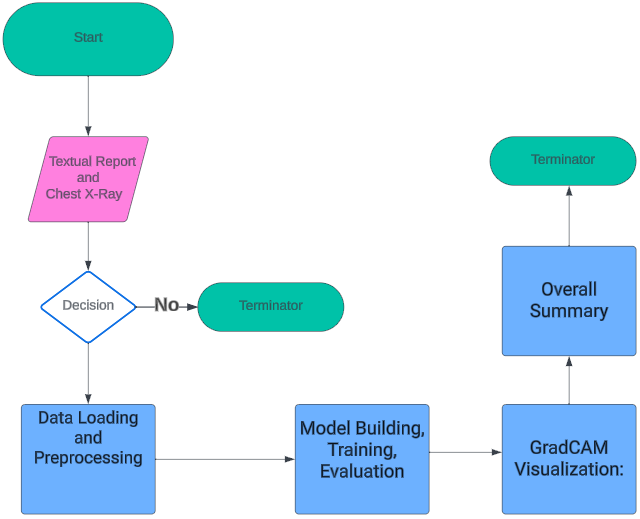 Start
Textual Report
and
Chest X-Ray
Decision
No
Terminator
Data Loading
and
Preprocessing
Model Building,
Training,
Evaluation
GradCAM
Visualization:
Overall
Summary
Terminator